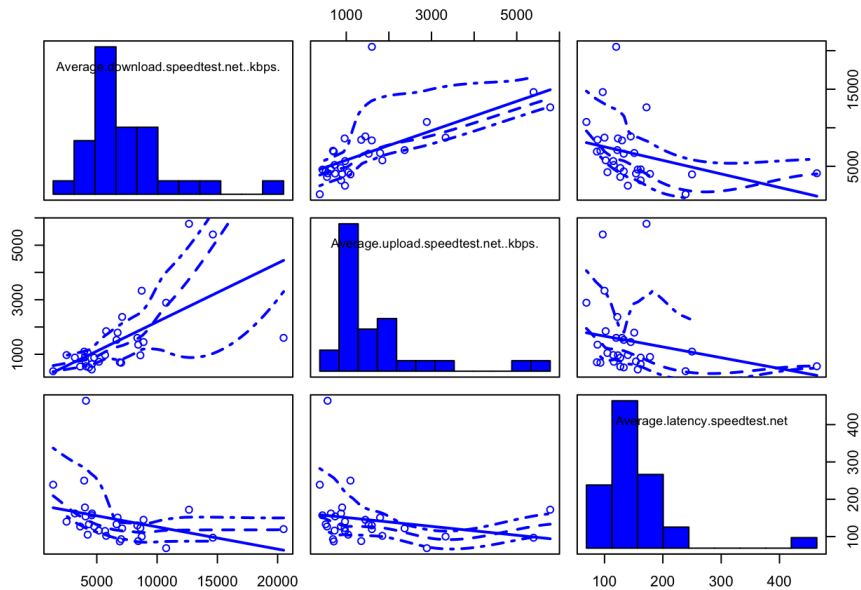 1000 3000 5000
Average.download.speedtest.net..kbps.
5000 15000
1000 3000 5000
Average.upload.speedtest.net..kbps.
Average.latency.speedtest.net
100 200 300 400
5000 10000 15000 20000
100 200 300 400